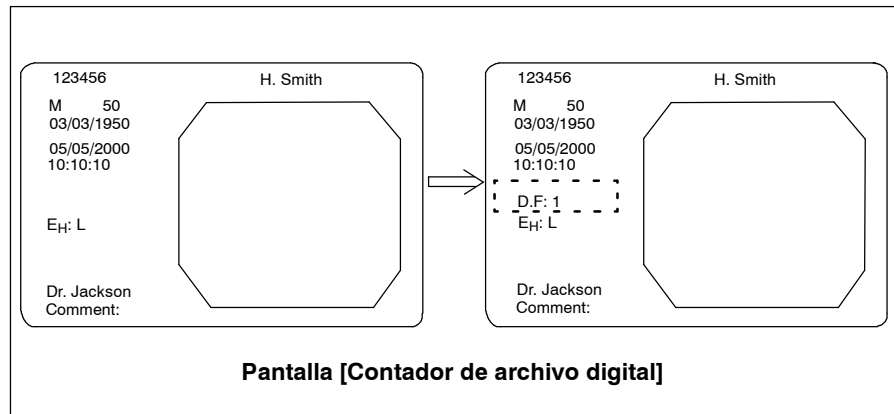 123456 H. Smith
M 50
03/03/1950
05/05/2000
10:10:10
EH: L
Dr. Jackson
Comment:
123456 H. Smith
M 50
03/03/1950
05/05/2000
10:10:10
D.F: 1
EH: L
Dr. Jackson
Comment:
Pantalla [Contador de archivo digital]